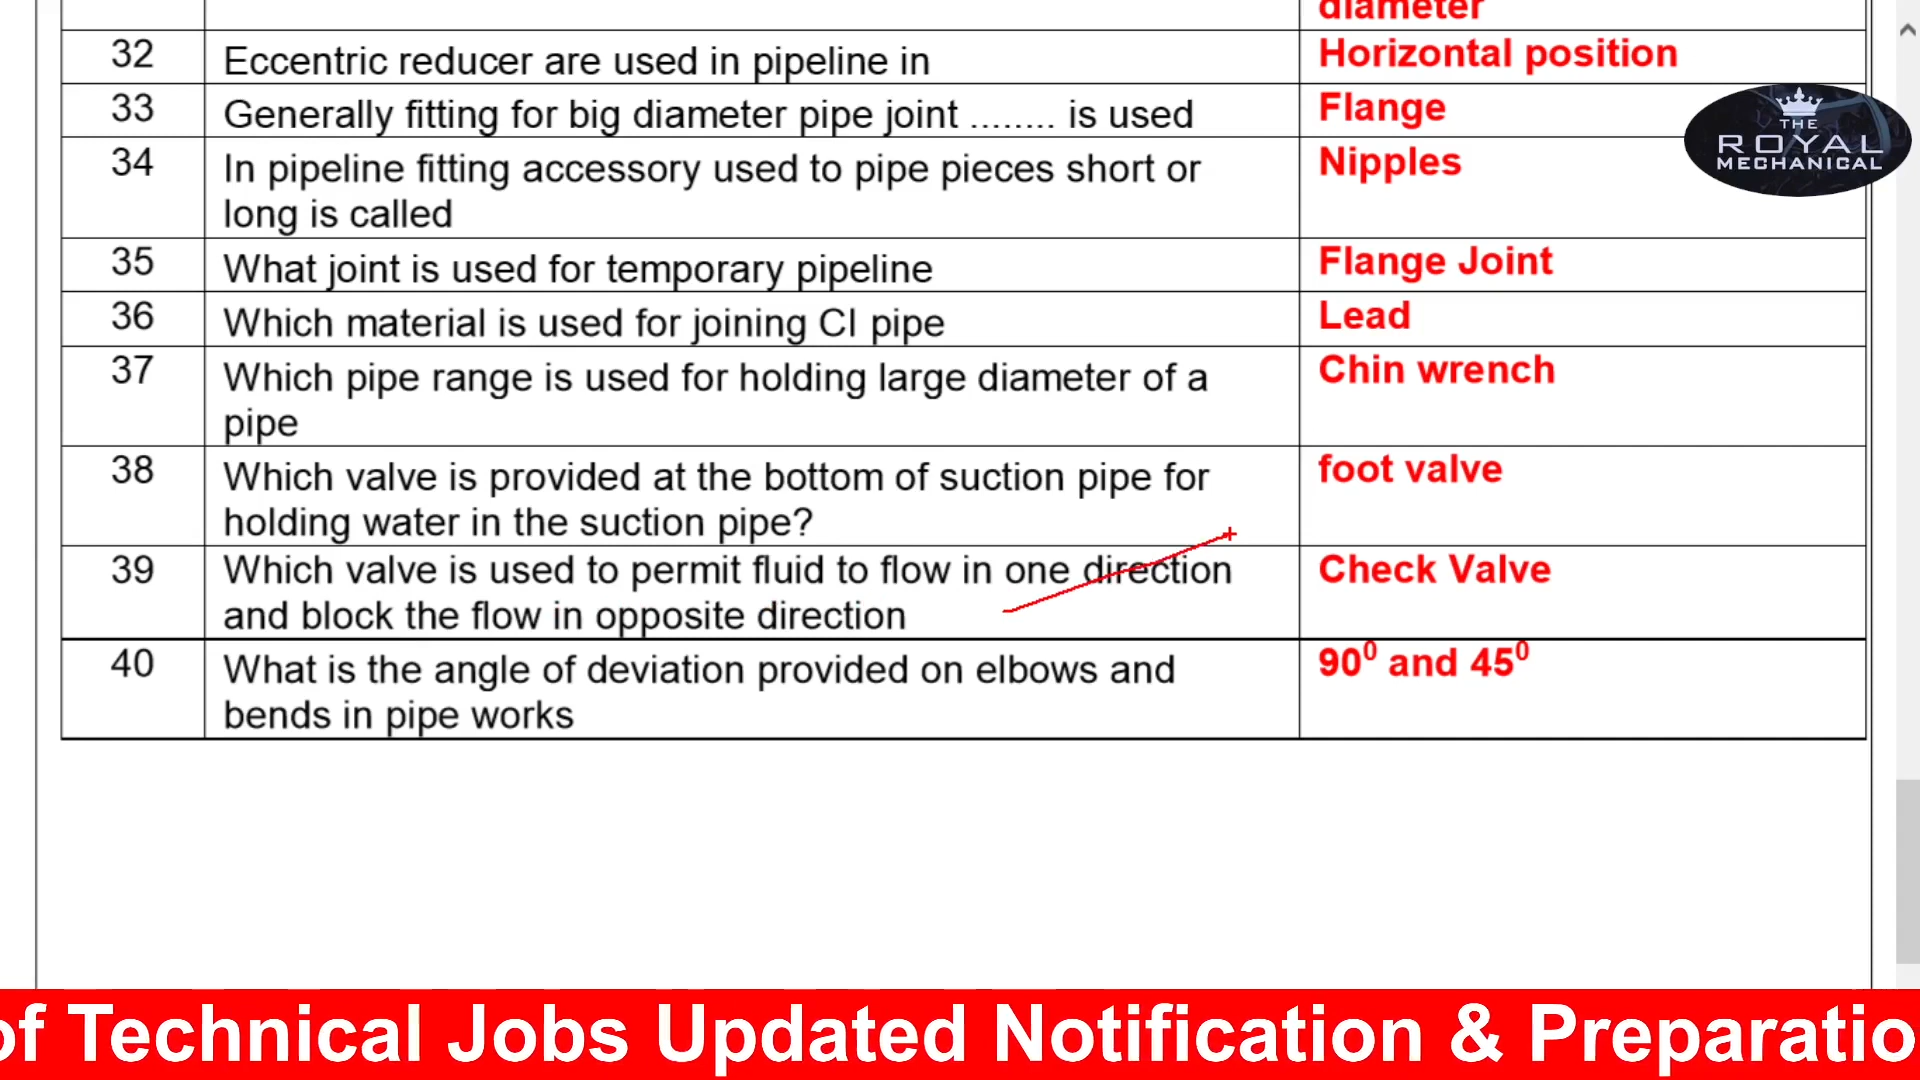 diameter
32 Eccentric reducer are used in pipeline in Horizontal position
33 Generally fitting for big diameter pipe joint ........ is used Flange
34 In pipeline fitting accessory used to pipe pieces short or Nipples
long is called
35 What joint is used for temporary pipeline Flange Joint
36 Which material is used for joining CI pipe Lead
37 Which pipe range is used for holding large diameter of a Chin wrench
pipe
38 Which valve is provided at the bottom of suction pipe for foot valve
holding water in the suction pipe?
39 Which valve is used to permit fluid to flow in one direction Check Valve
and block the flow in opposite direction
40 What is the angle of deviation provided on elbows and 90⁰ and 45⁰
bends in pipe works
THE
ROYAL
MECHANICAL
of Technical Jobs Updated Notification & Preparatio